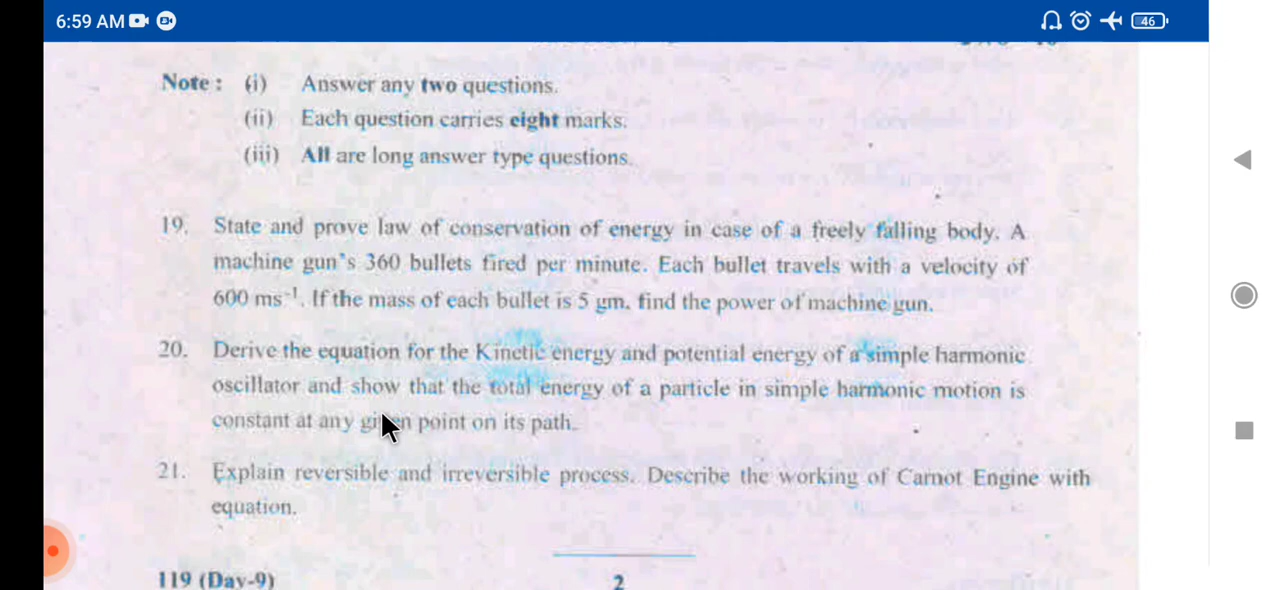 6:59 AM
46
Note : (i) Answer any two questions.
(ii) Each question carries eight marks.
(iii) All are long answer type questions.
19. State and prove law of conservation of energy in case of a freely falling body. A
machine gun's 360 bullets fired per minute. Each bullet travels with a velocity of
600 ms⁻¹. If the mass of each bullet is 5 gm. find the power of machine gun.
20. Derive the equation for the Kinetic energy and potential energy of a simple harmonic
oscillator and show that the total energy of a particle in simple harmonic motion is
constant at any given point on its path.
21. Explain reversible and irreversible process. Describe the working of Carnot Engine with
equation.
119 (Day-9)
2